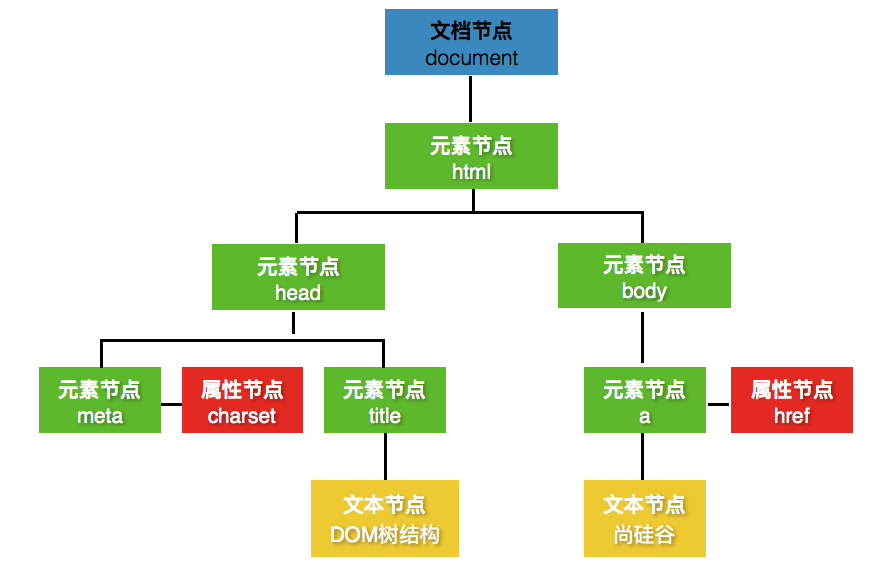 文档节点
document
元素节点
html
元素节点
head
元素节点
body
元素节点
meta
属性节点
charset
元素节点
title
元素节点
a
属性节点
href
文本节点
DOM树结构
文本节点
尚硅谷